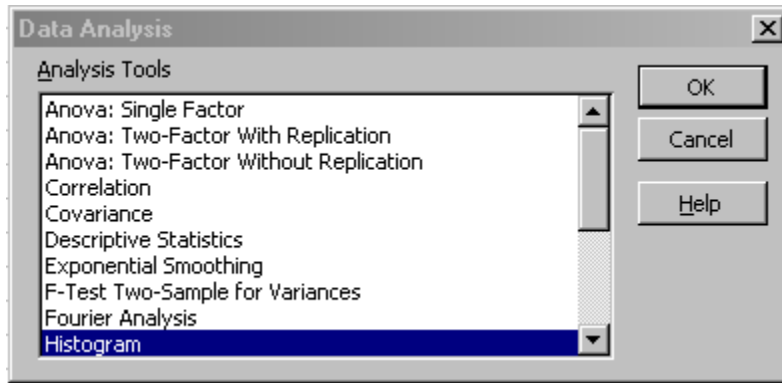 Data Analysis
Analysis Tools
Anova: Single Factor
Anova: Two-Factor With Replication
Anova: Two-Factor Without Replication
Correlation
Covariance
Descriptive Statistics
Exponential Smoothing
F-Test Two-Sample for Variances
Fourier Analysis
Histogram
OK
Cancel
Help